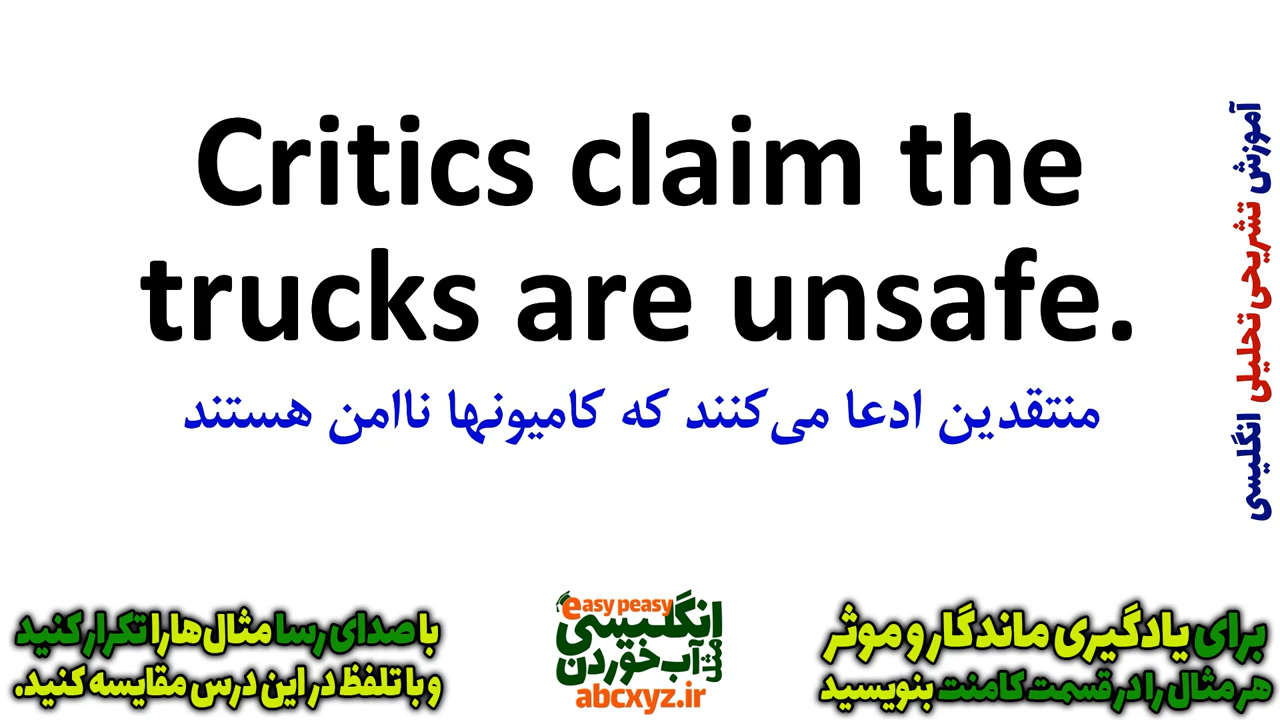 Critics claim the
trucks are unsafe.
منتقدین ادعا می‌کنند که کامیونها ناامن هستند
آموزش تشریحی تحلیلی انگلیسی
برای یادگیری ماندگار و موثر
هر مثال را در قسمت کامنت بنویسید
easy peasy
انگلیسی
مثل آب خوردن
abcxyz.ir
با صدای رسا مثال‌ها را تکرار کنید
و با تلفظ در این درس مقایسه کنید.